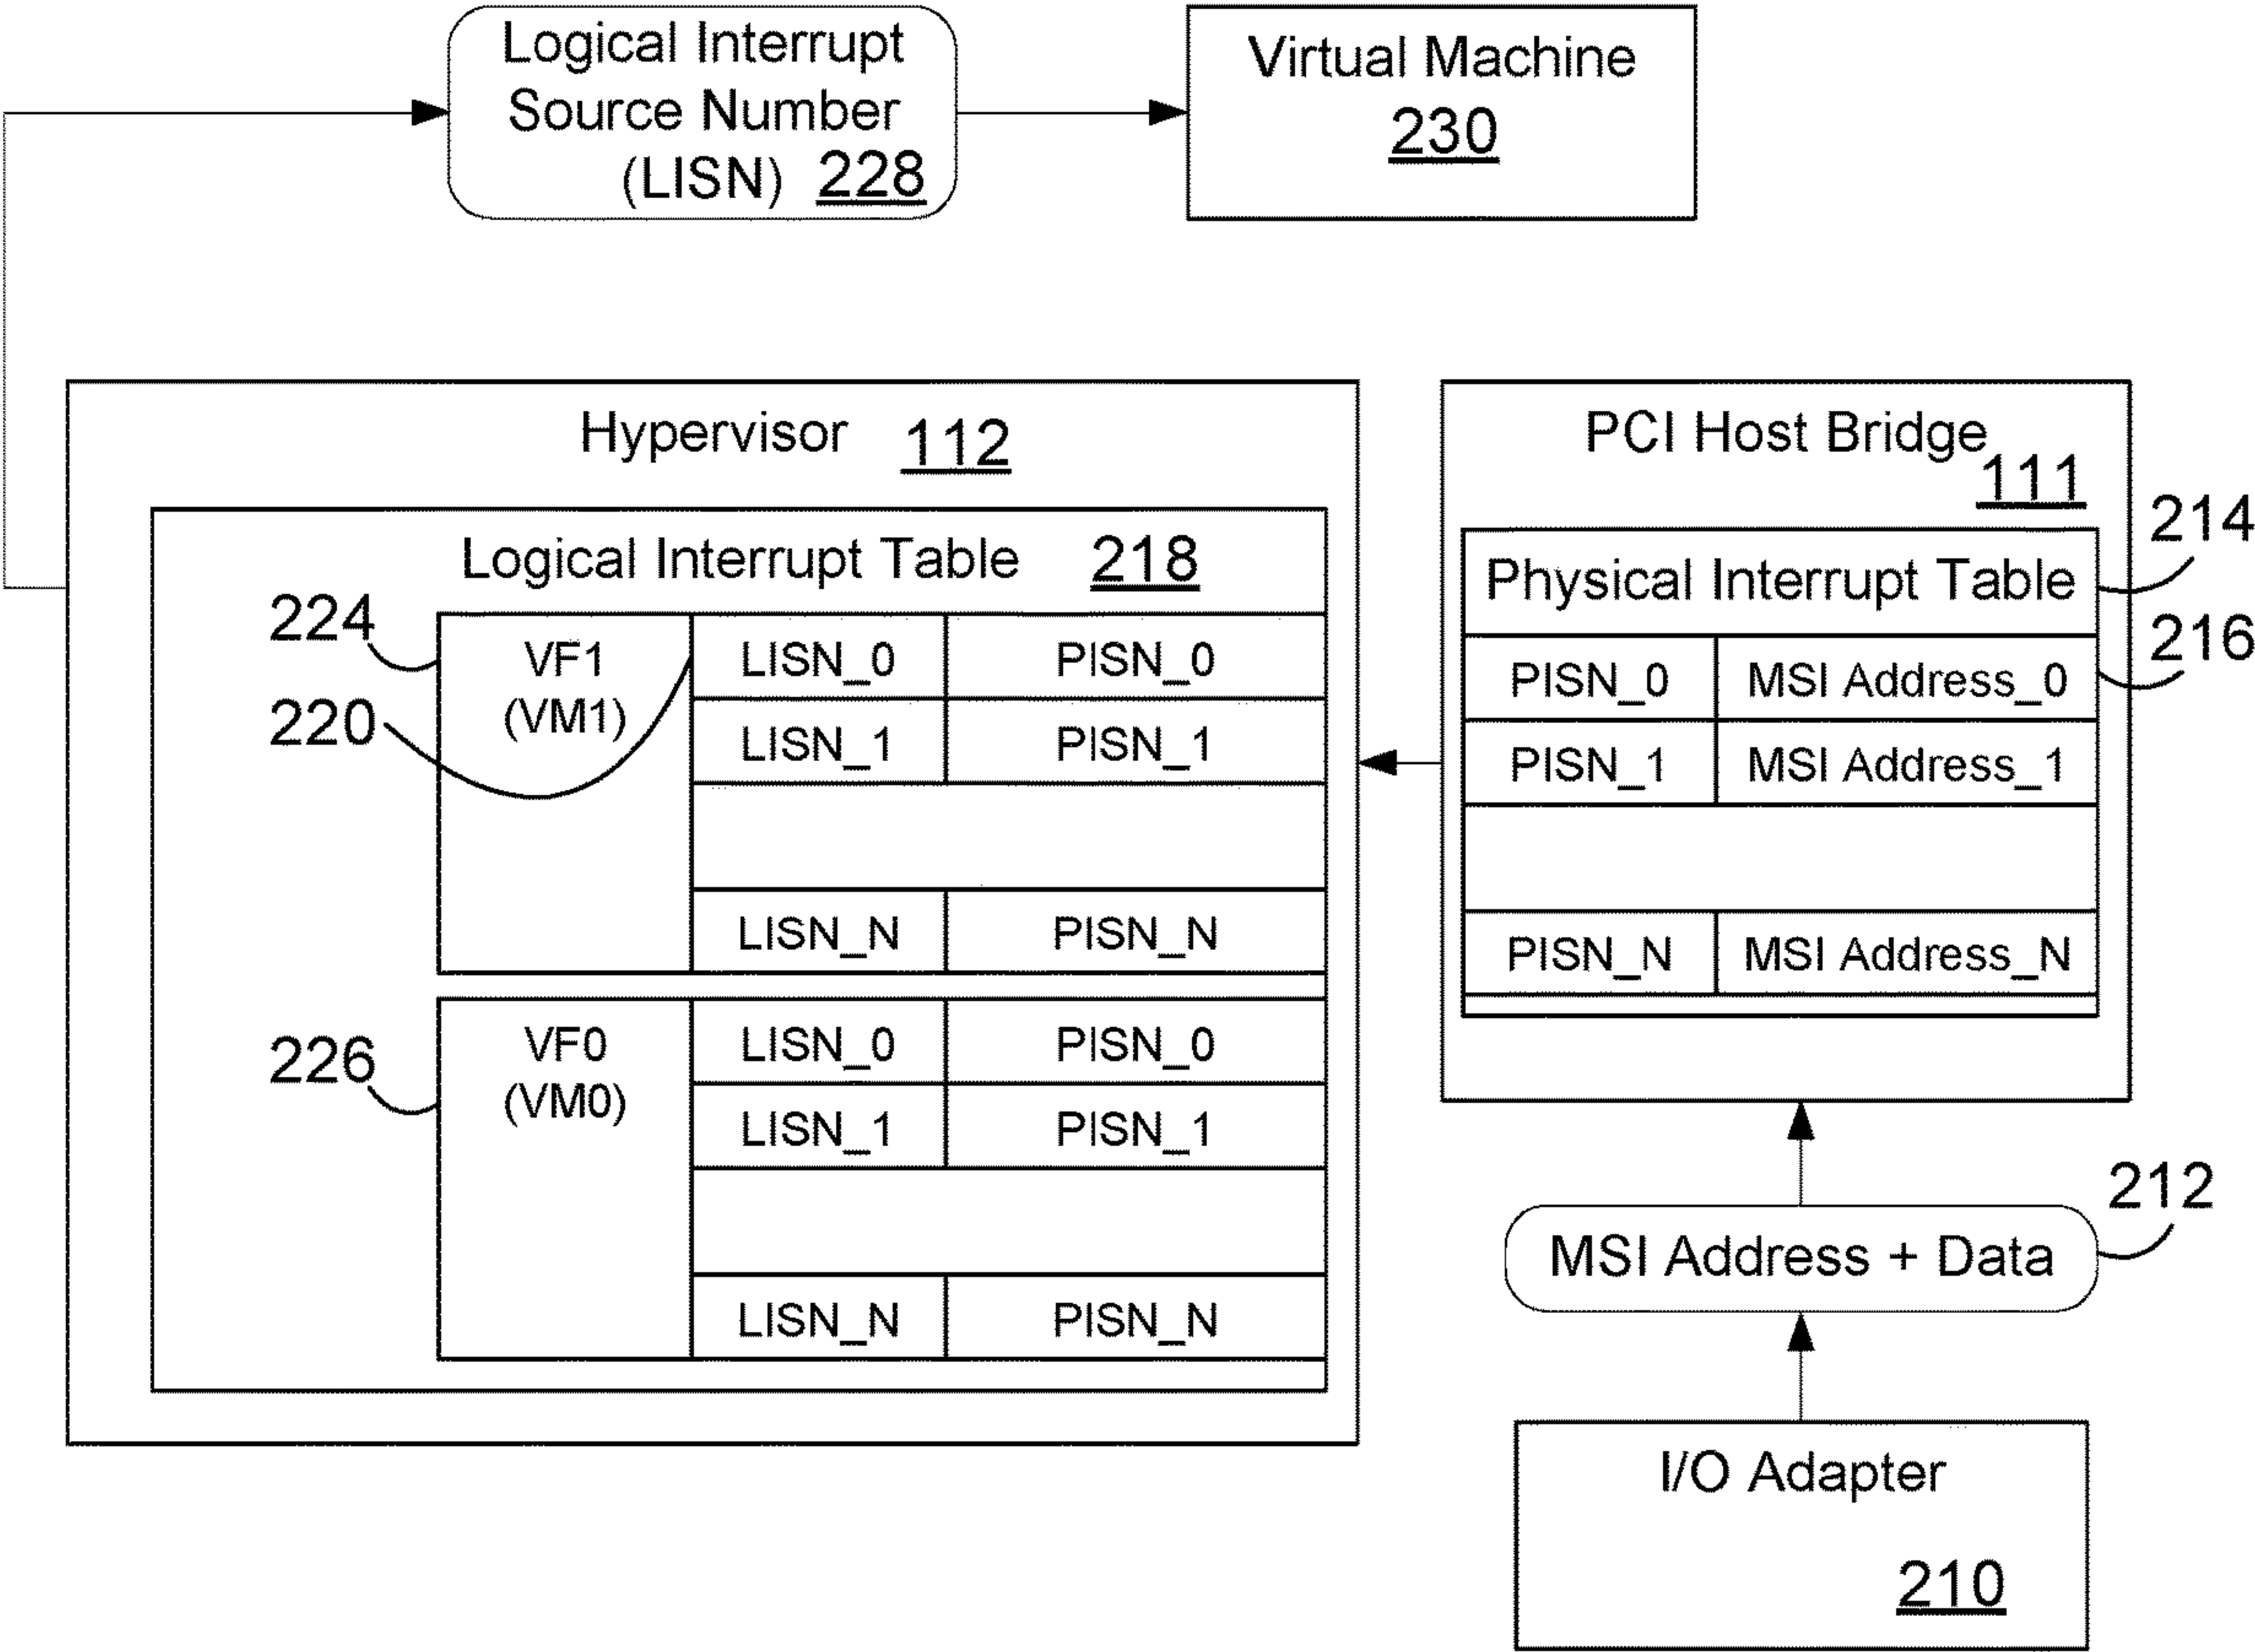 Logical Interrupt
Source Number
(LISN) 228
Virtual Machine
230
Hypervisor 112
Logical Interrupt Table 218
224
220
VF1
(VM1)
LISN_0 PISN_0
LISN_1 PISN_1
LISN_N PISN_N
226
VF0
(VM0)
LISN_0 PISN_0
LISN_1 PISN_1
LISN_N PISN_N
PCI Host Bridge
111
214
Physical Interrupt Table
216
PISN_0 MSI Address_0
PISN_1 MSI Address_1
PISN_N MSI Address_N
212
MSI Address + Data
I/O Adapter
210